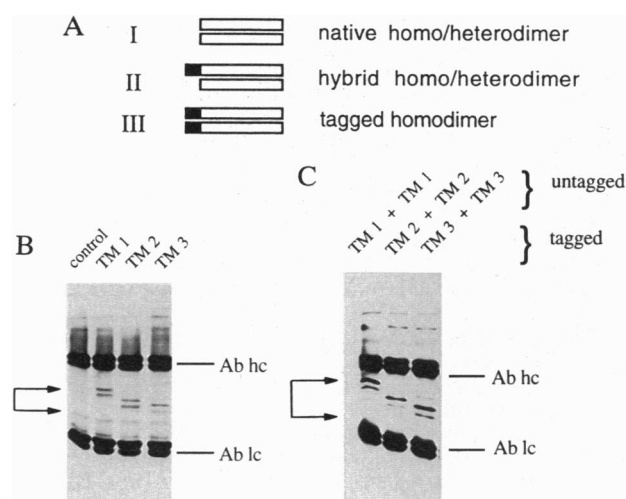 A
I native homo/heterodimer
II hybrid homo/heterodimer
III tagged homodimer
B
control
TM 1
TM 2
TM 3
Ab hc
Ab lc
C
TM 1 + TM 1
TM 2 + TM 2
TM 3 + TM 3
} untagged
} tagged
Ab hc
Ab lc